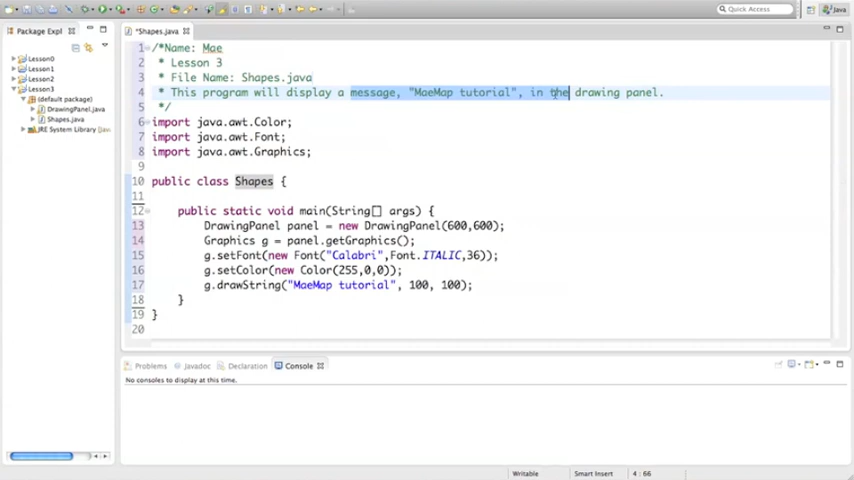 Quick Access
Java
Package Expl
*Shapes.java
Lesson0
Lesson1
Lesson2
Lesson3
(default package)
DrawingPanel.java
Shapes.java
JRE System Library
1 /*Name: Mae
2 * Lesson 3
3 * File Name: Shapes.java
4 * This program will display a message, "MaeMap tutorial", in the drawing panel.
5 */
6 import java.awt.Color;
7 import java.awt.Font;
8 import java.awt.Graphics;
9
10 public class Shapes {
11
12 public static void main(String[] args) {
13 DrawingPanel panel = new DrawingPanel(600,600);
14 Graphics g = panel.getGraphics();
15 g.setFont(new Font("Calabri",Font.ITALIC,36));
16 g.setColor(new Color(255,0,0));
17 g.drawString("MaeMap tutorial", 100, 100);
18 }
19 }
20
Problems
Javadoc
Declaration
Console
No consoles to display at this time.
Writable
Smart Insert
4 : 66